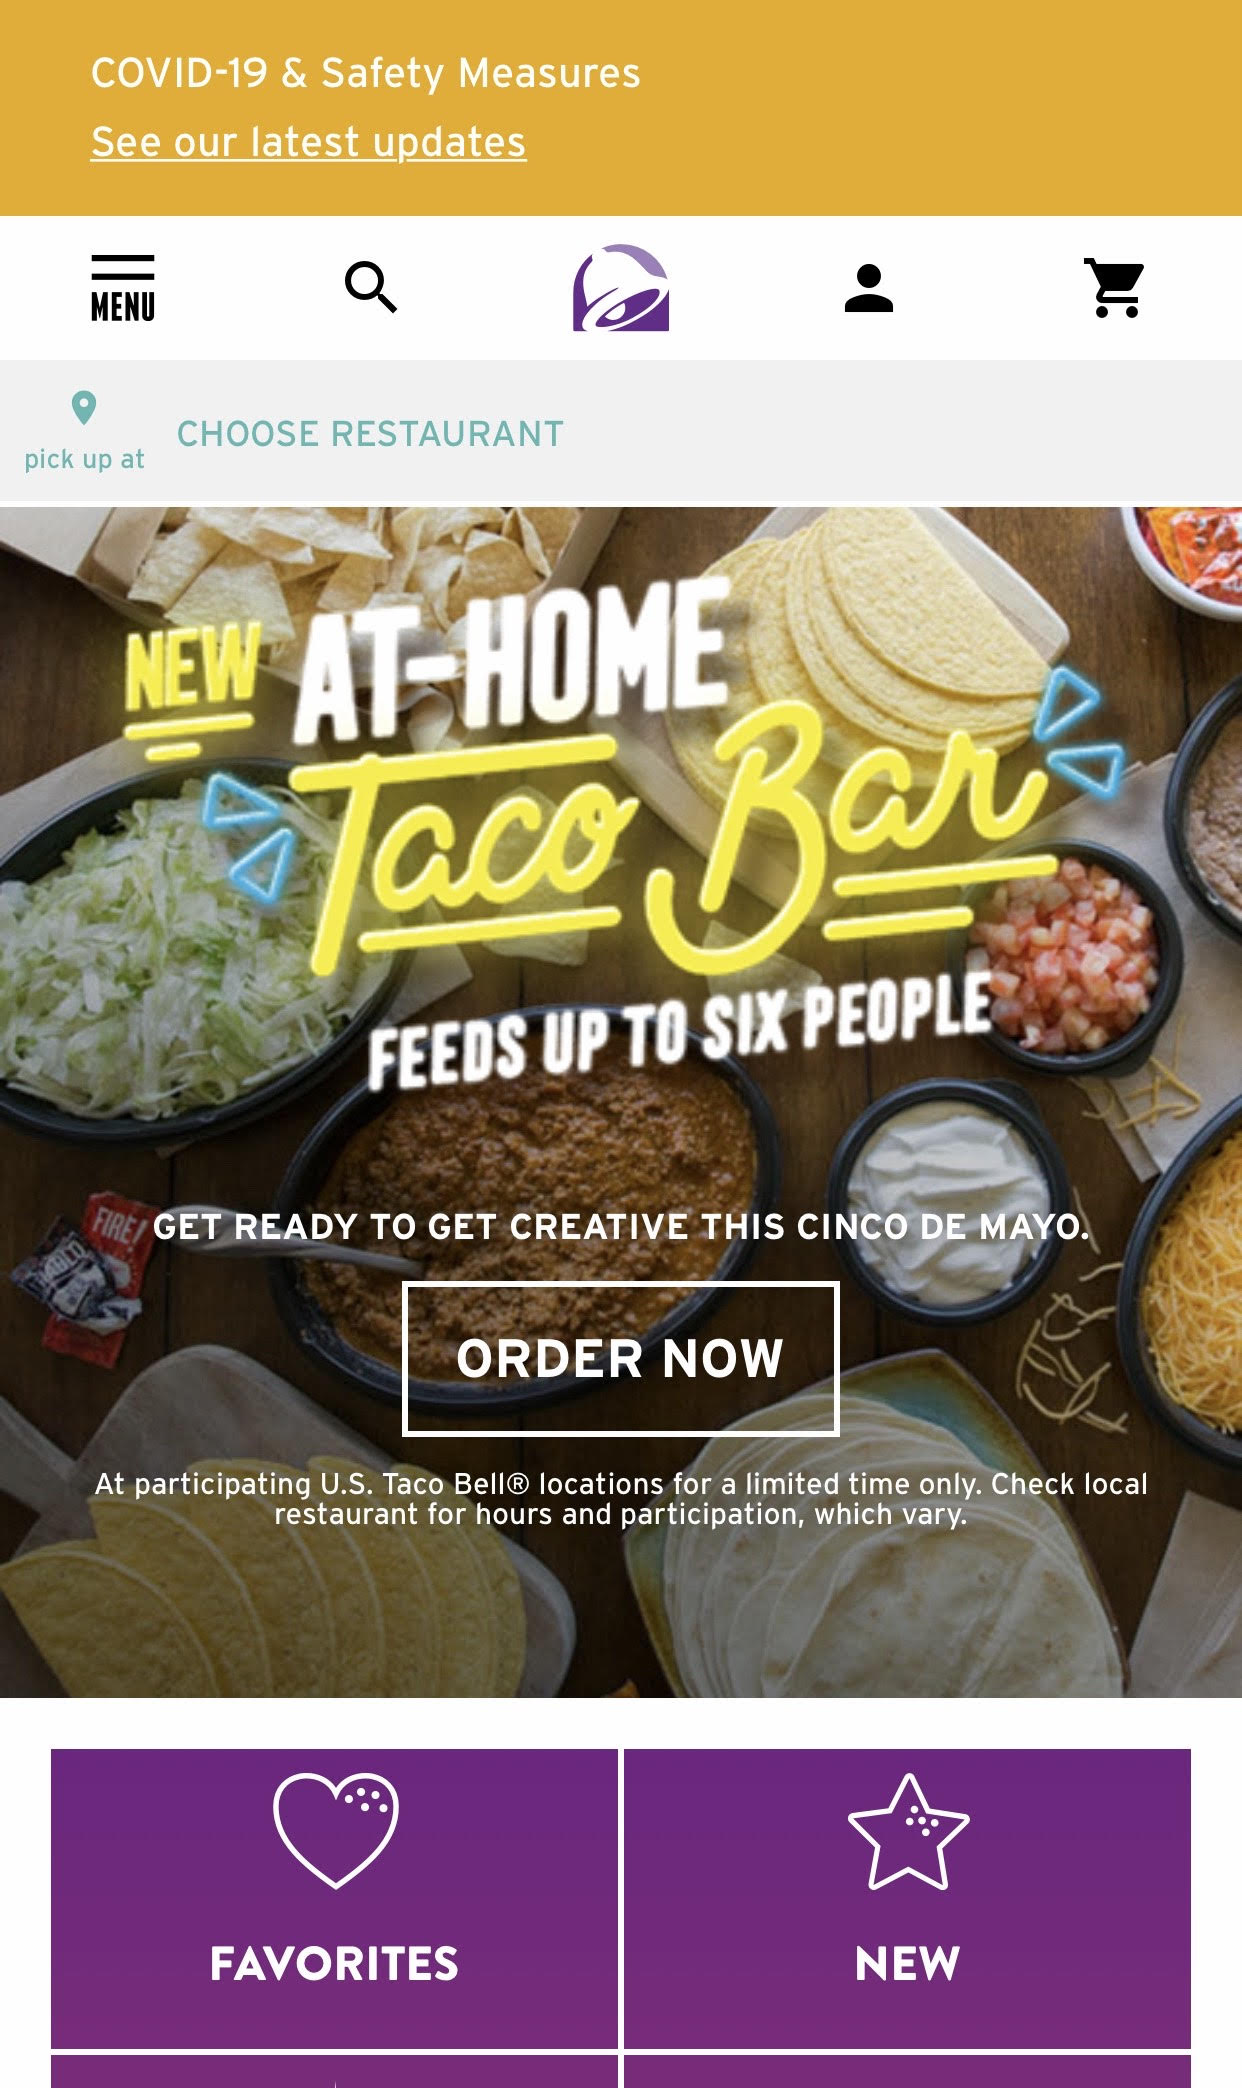 COVID-19 & Safety Measures
See our latest updates
MENU
pick up at
CHOOSE RESTAURANT
NEW AT-HOME
Taco Bar
FEEDS UP TO SIX PEOPLE
FIRE!
GET READY TO GET CREATIVE THIS CINCO DE MAYO.
ORDER NOW
At participating U.S. Taco Bell® locations for a limited time only. Check local
restaurant for hours and participation, which vary.
FAVORITES
NEW